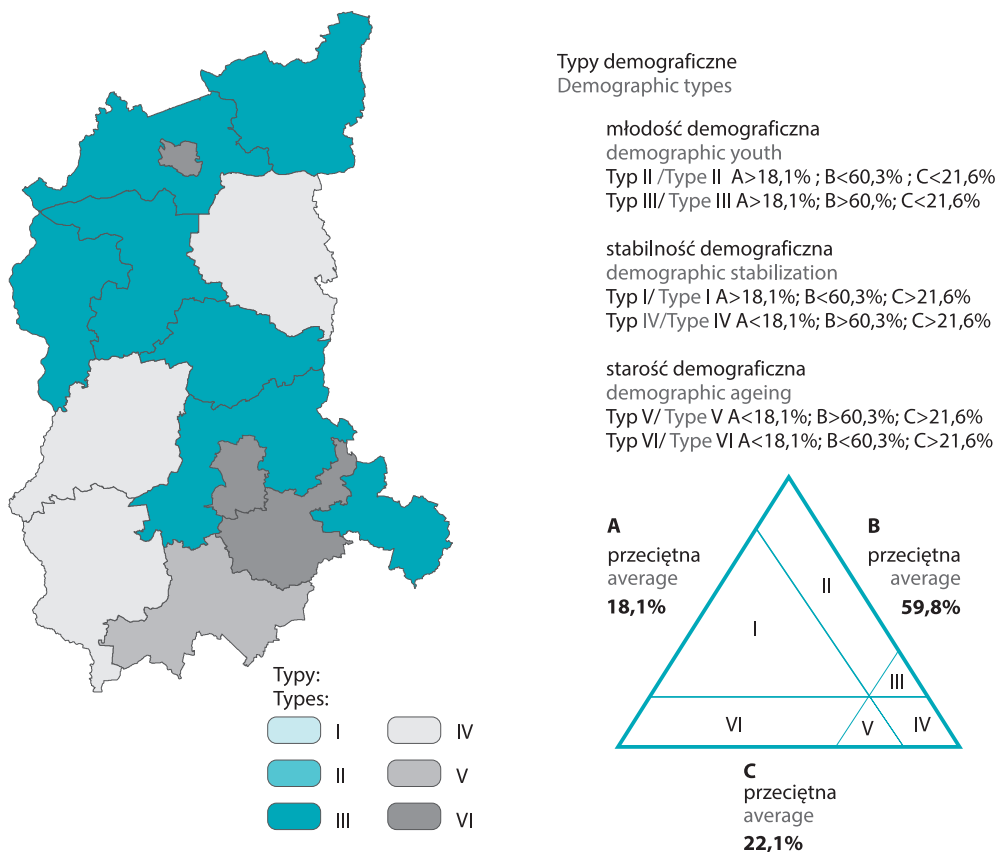 Typy demograficzne
Demographic types
młodość demograficzna
demographic youth
Typ II /Type II A>18,1% ; B<60,3% ; C<21,6%
Typ III/ Type III A>18,1%; B>60,%; C<21,6%
stabilność demograficzna
demographic stabilization
Typ I/ Type I A>18,1%; B<60,3%; C>21,6%
Typ IV/Type IV A<18,1%; B>60,3%; C>21,6%
starość demograficzna
demographic ageing
Typ V/ Type V A<18,1%; B>60,3%; C>21,6%
Typ VI/ Type VI A<18,1%; B<60,3%; C>21,6%
A
przeciętna
average
18,1%
B
przeciętna
average
59,8%
I
II
III
VI
V
IV
C
przeciętna
average
22,1%
Typy:
Types:
I
IV
II
V
III
VI